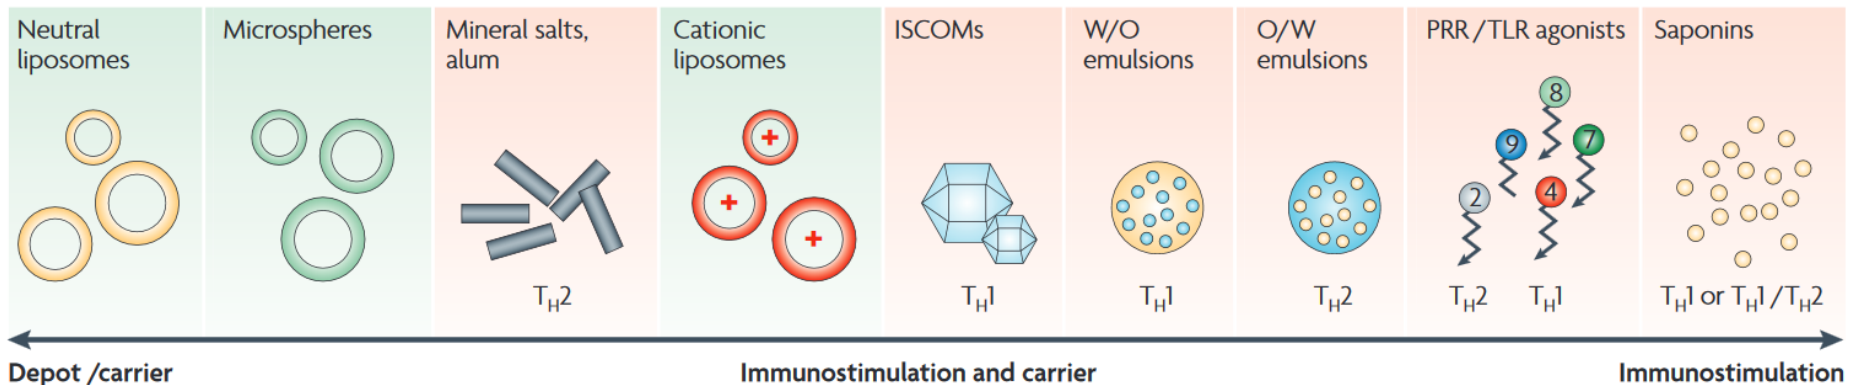 Neutral
liposomes
Microspheres
Mineral salts,
alum
Cationic
liposomes
ISCOMs
W/O
emulsions
O/W
emulsions
PRR/TLR agonists
Saponins
+
+
+
8
9
7
2
4
TH2
TH1
TH1
TH2
TH2
TH1
TH1 or TH1/TH2
Depot /carrier
Immunostimulation and carrier
Immunostimulation